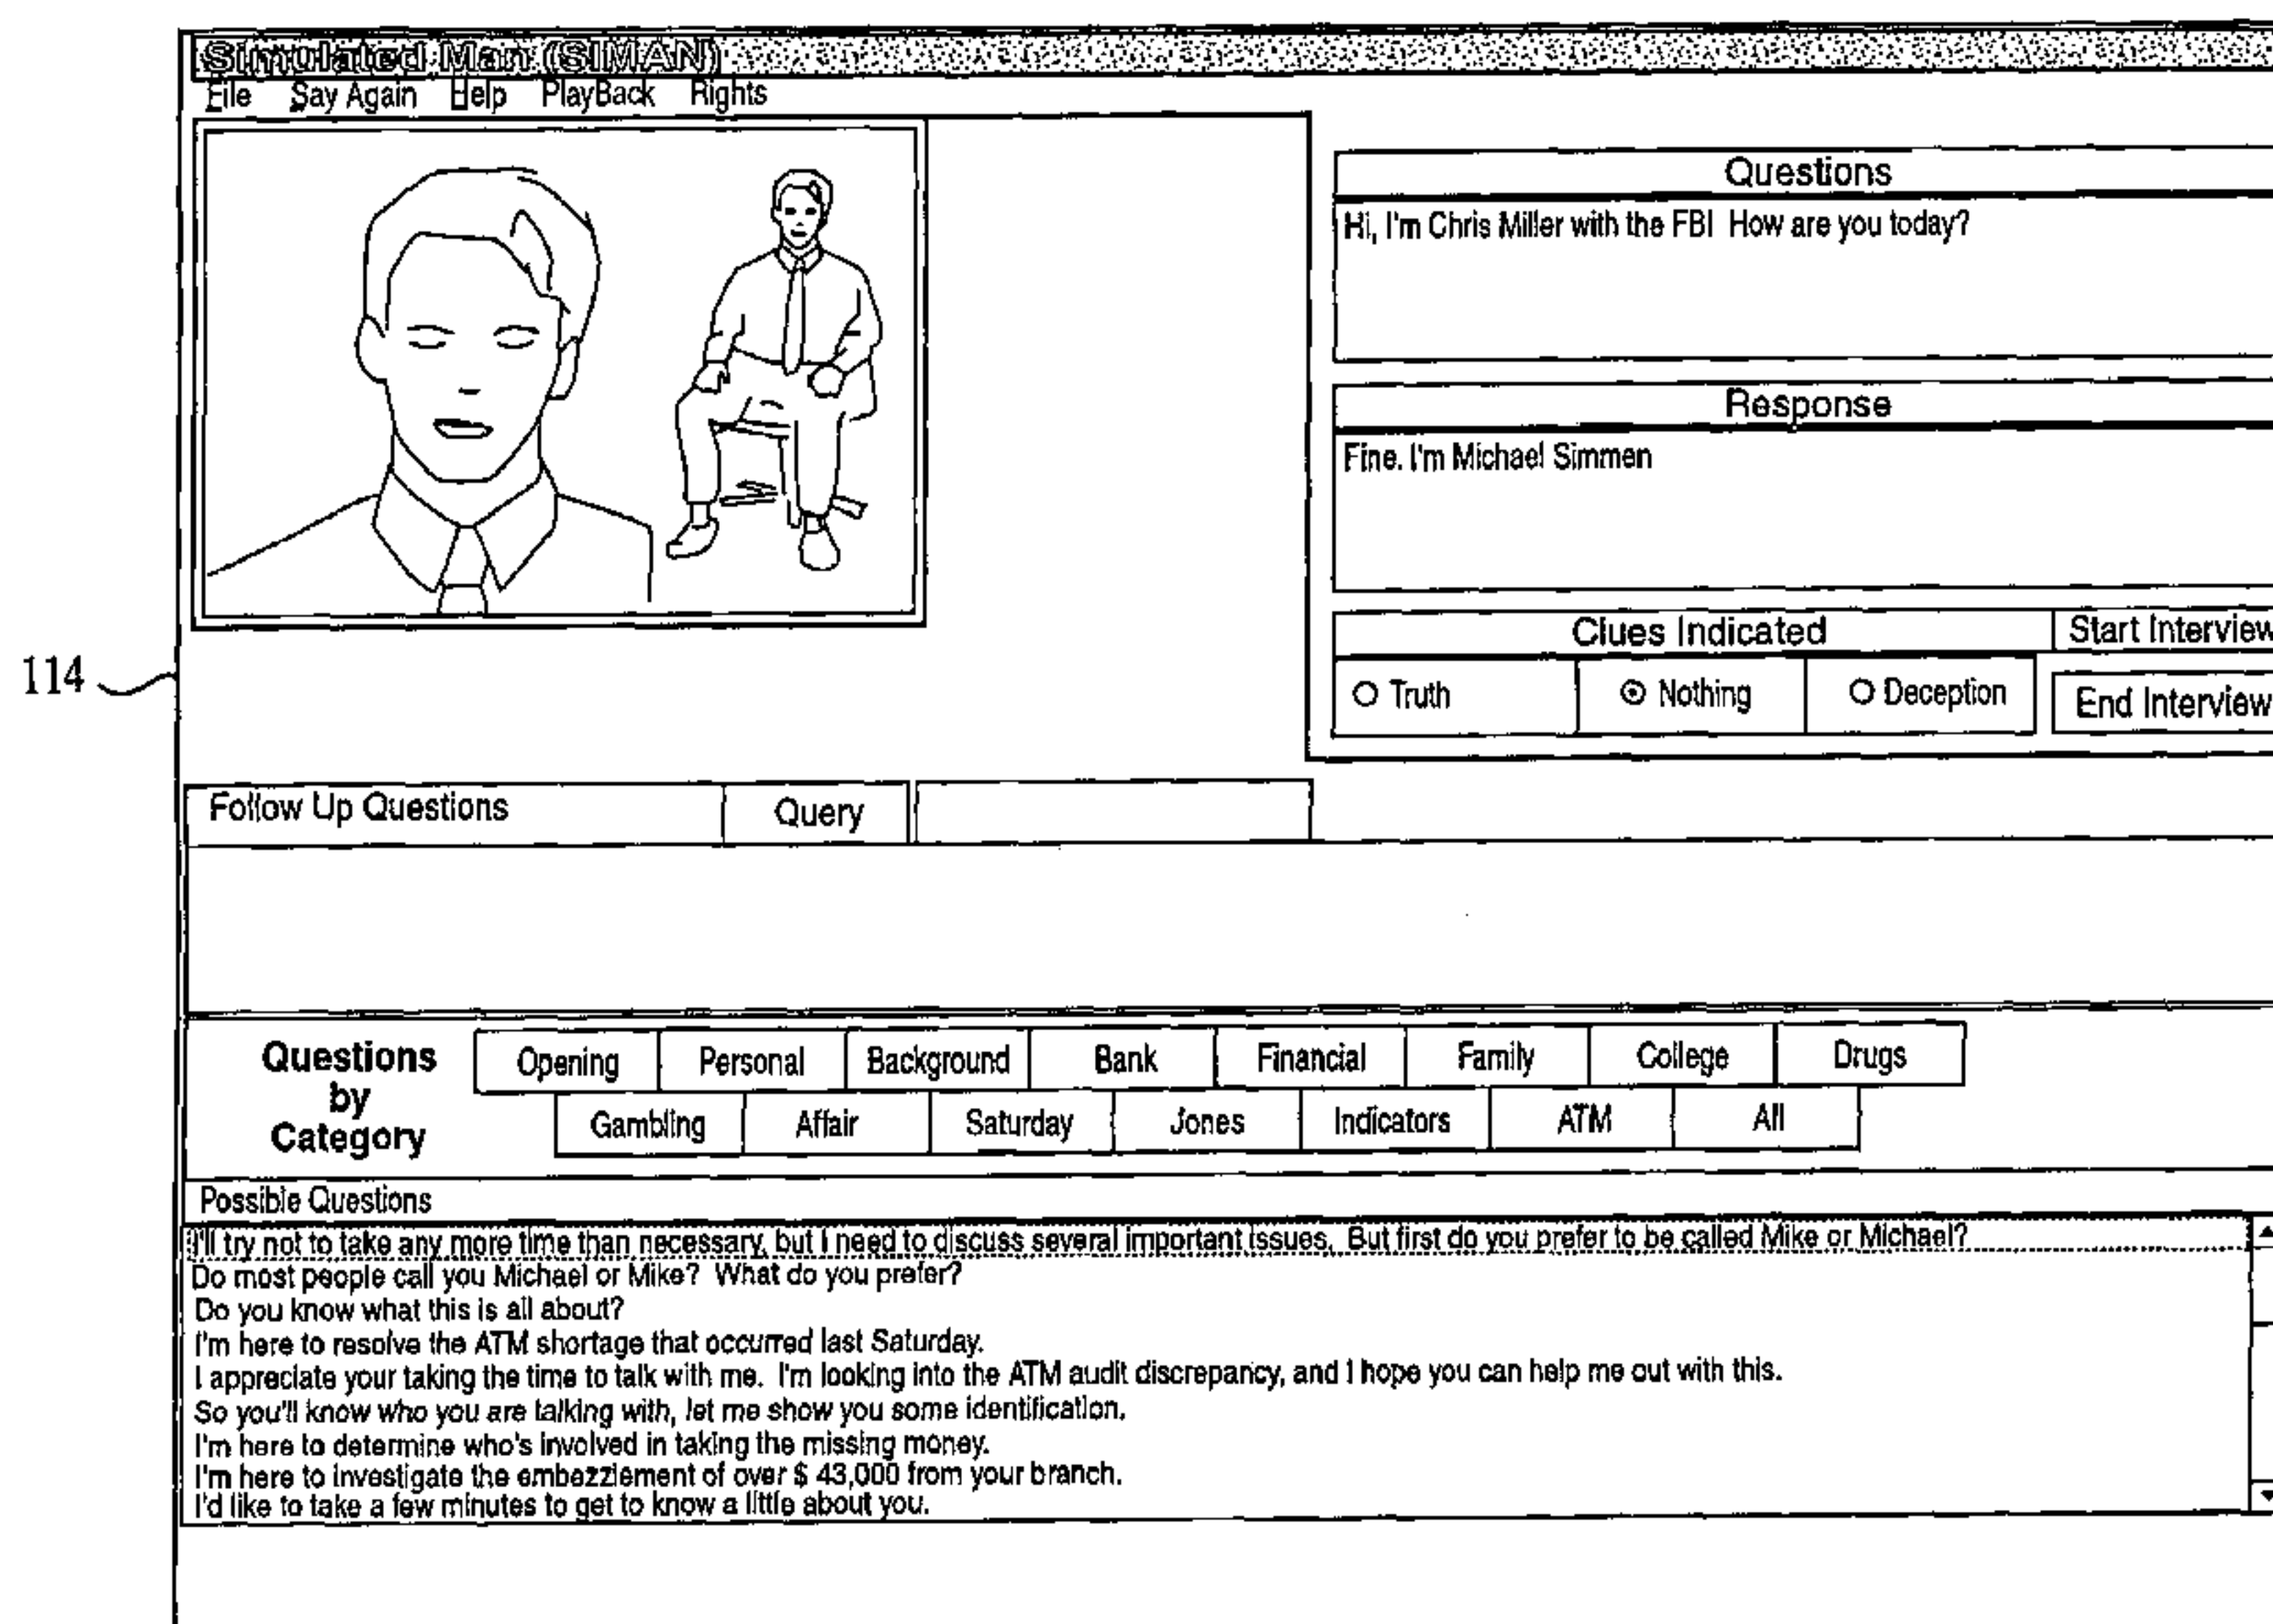 Simulated Man (SIMAN)
File Say Again Help PlayBack Rights
Questions
Hi, I'm Chris Miller with the FBI How are you today?
Response
Fine. I'm Michael Simmen
Clues Indicated Start Interview
Truth Nothing Deception End Interview
114
Follow Up Questions Query
Questions by Category
Opening Personal Background Bank Financial Family College Drugs
Gambling Affair Saturday Jones Indicators ATM All
Possible Questions
I'll try not to take any more time than necessary, but I need to discuss several important issues. But first do you prefer to be called Mike or Michael?
Do most people call you Michael or Mike? What do you prefer?
Do you know what this is all about?
I'm here to resolve the ATM shortage that occurred last Saturday.
I appreciate your taking the time to talk with me. I'm looking into the ATM audit discrepancy, and I hope you can help me out with this.
So you'll know who you are talking with, let me show you some identification.
I'm here to determine who's involved in taking the missing money.
I'm here to investigate the embezzlement of over $ 43,000 from your branch.
I'd like to take a few minutes to get to know a little about you.